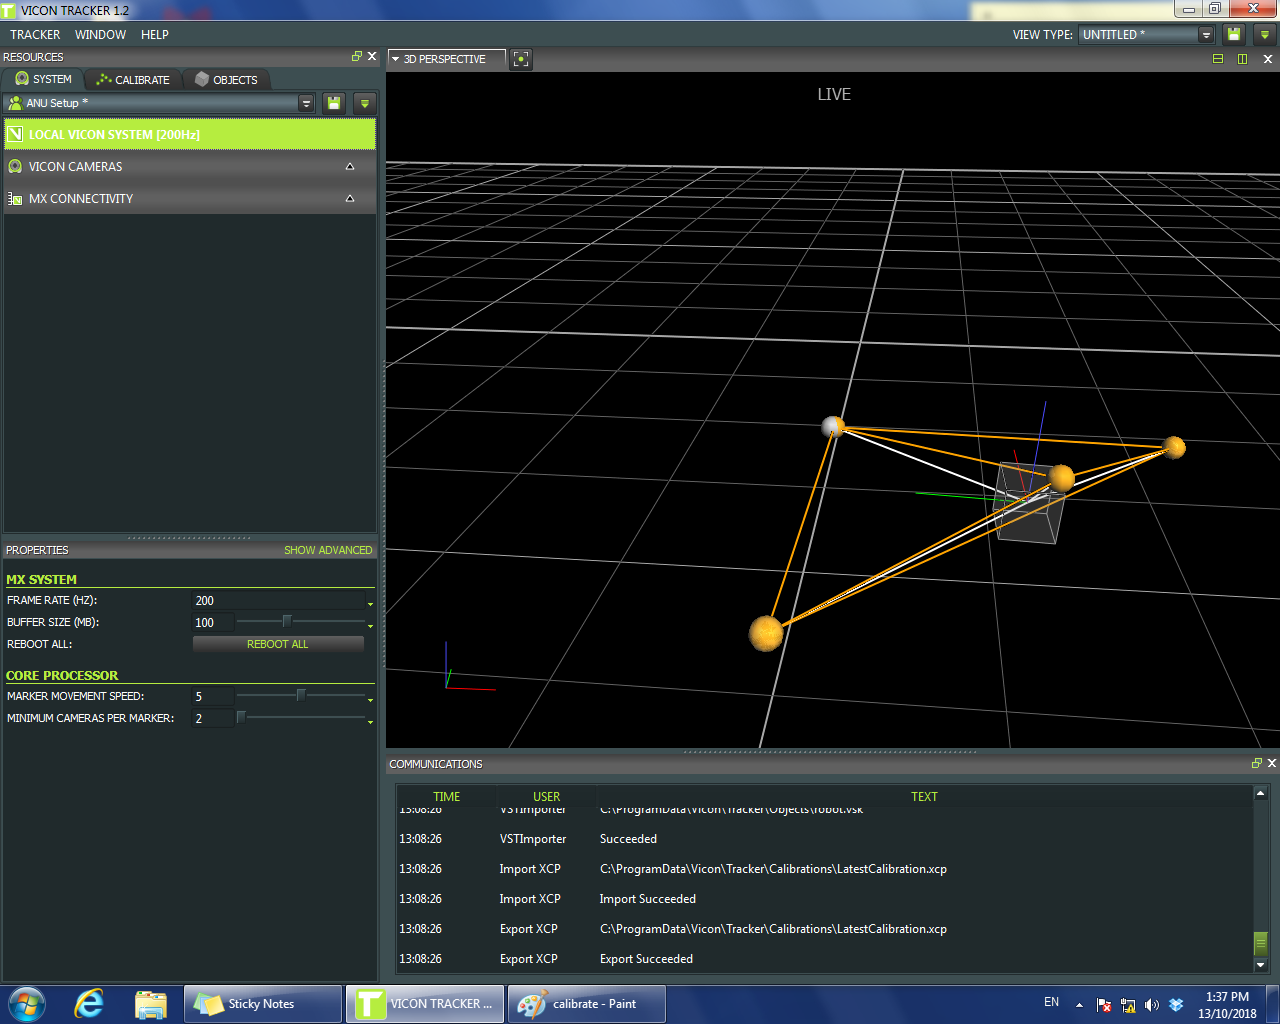 VICON TRACKER 1.2
TRACKER WINDOW HELP
VIEW TYPE: UNTITLED *
RESOURCES
SYSTEM CALIBRATE OBJECTS
ANU Setup *
LOCAL VICON SYSTEM [200Hz]
VICON CAMERAS
MX CONNECTIVITY
PROPERTIES SHOW ADVANCED
MX SYSTEM
FRAME RATE (HZ): 200
BUFFER SIZE (MB): 100
REBOOT ALL: REBOOT ALL
CORE PROCESSOR
MARKER MOVEMENT SPEED: 5
MINIMUM CAMERAS PER MARKER: 2
3D PERSPECTIVE
LIVE
COMMUNICATIONS
TIME USER TEXT
13:08:26 VSTImporter C:\ProgramData\Vicon\Tracker\Objects\robot.vsk
13:08:26 VSTImporter Succeeded
13:08:26 Import XCP C:\ProgramData\Vicon\Tracker\Calibrations\LatestCalibration.xcp
13:08:26 Import XCP Import Succeeded
13:08:26 Export XCP C:\ProgramData\Vicon\Tracker\Calibrations\LatestCalibration.xcp
13:08:26 Export XCP Export Succeeded
Sticky Notes
VICON TRACKER ...
calibrate - Paint
EN
1:37 PM
13/10/2018